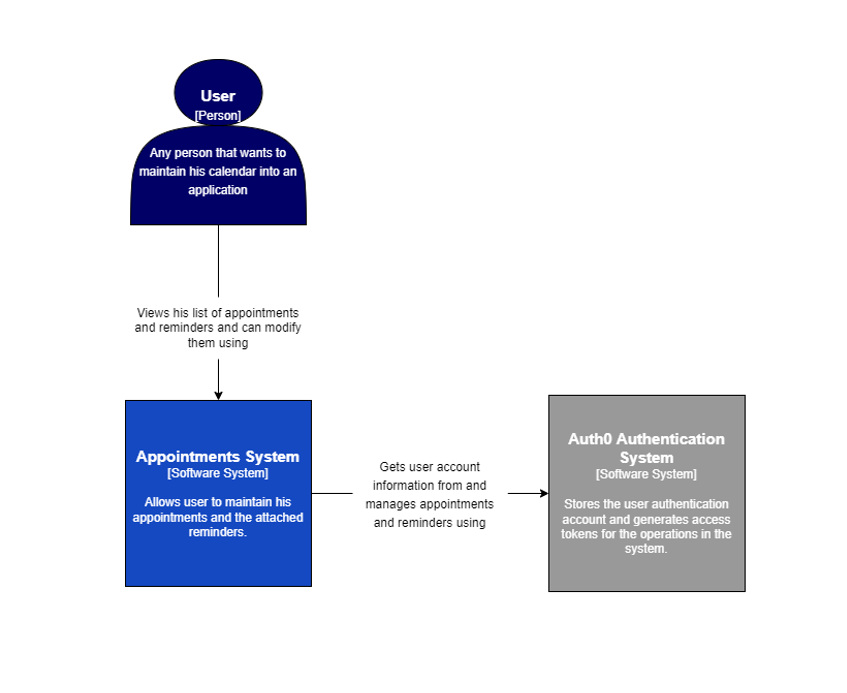 User
[Person]
Any person that wants to
maintain his calendar into an
application
Views his list of appointments
and reminders and can modify
them using
Appointments System
[Software System]
Allows user to maintain his
appointments and the attached
reminders.
Gets user account
information from and
manages appointments
and reminders using
Auth0 Authentication
System
[Software System]
Stores the user authentication
account and generates access
tokens for the operations in the
system.